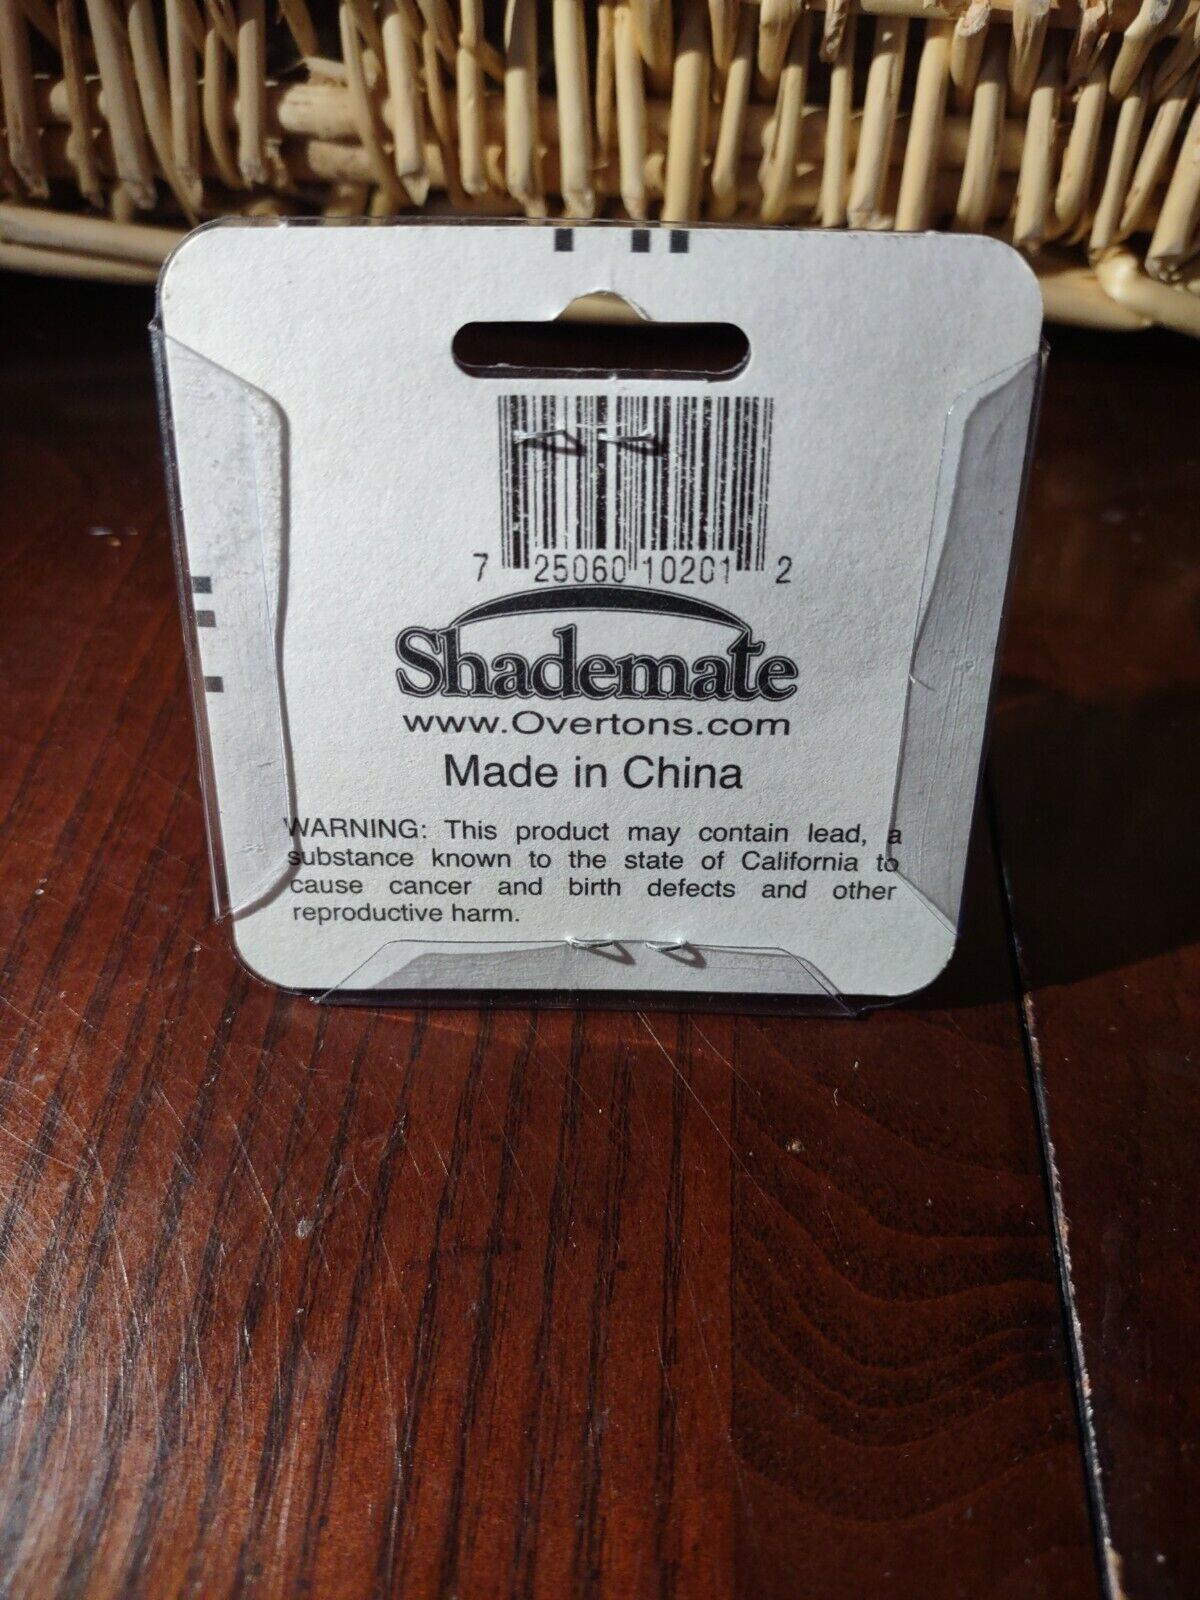 7 25060 10201 2
Shademate
www.Overtons.com
Made in China
WARNING: This product may contain lead, a
substance known to the state of California to
cause cancer and birth defects and other
reproductive harm.